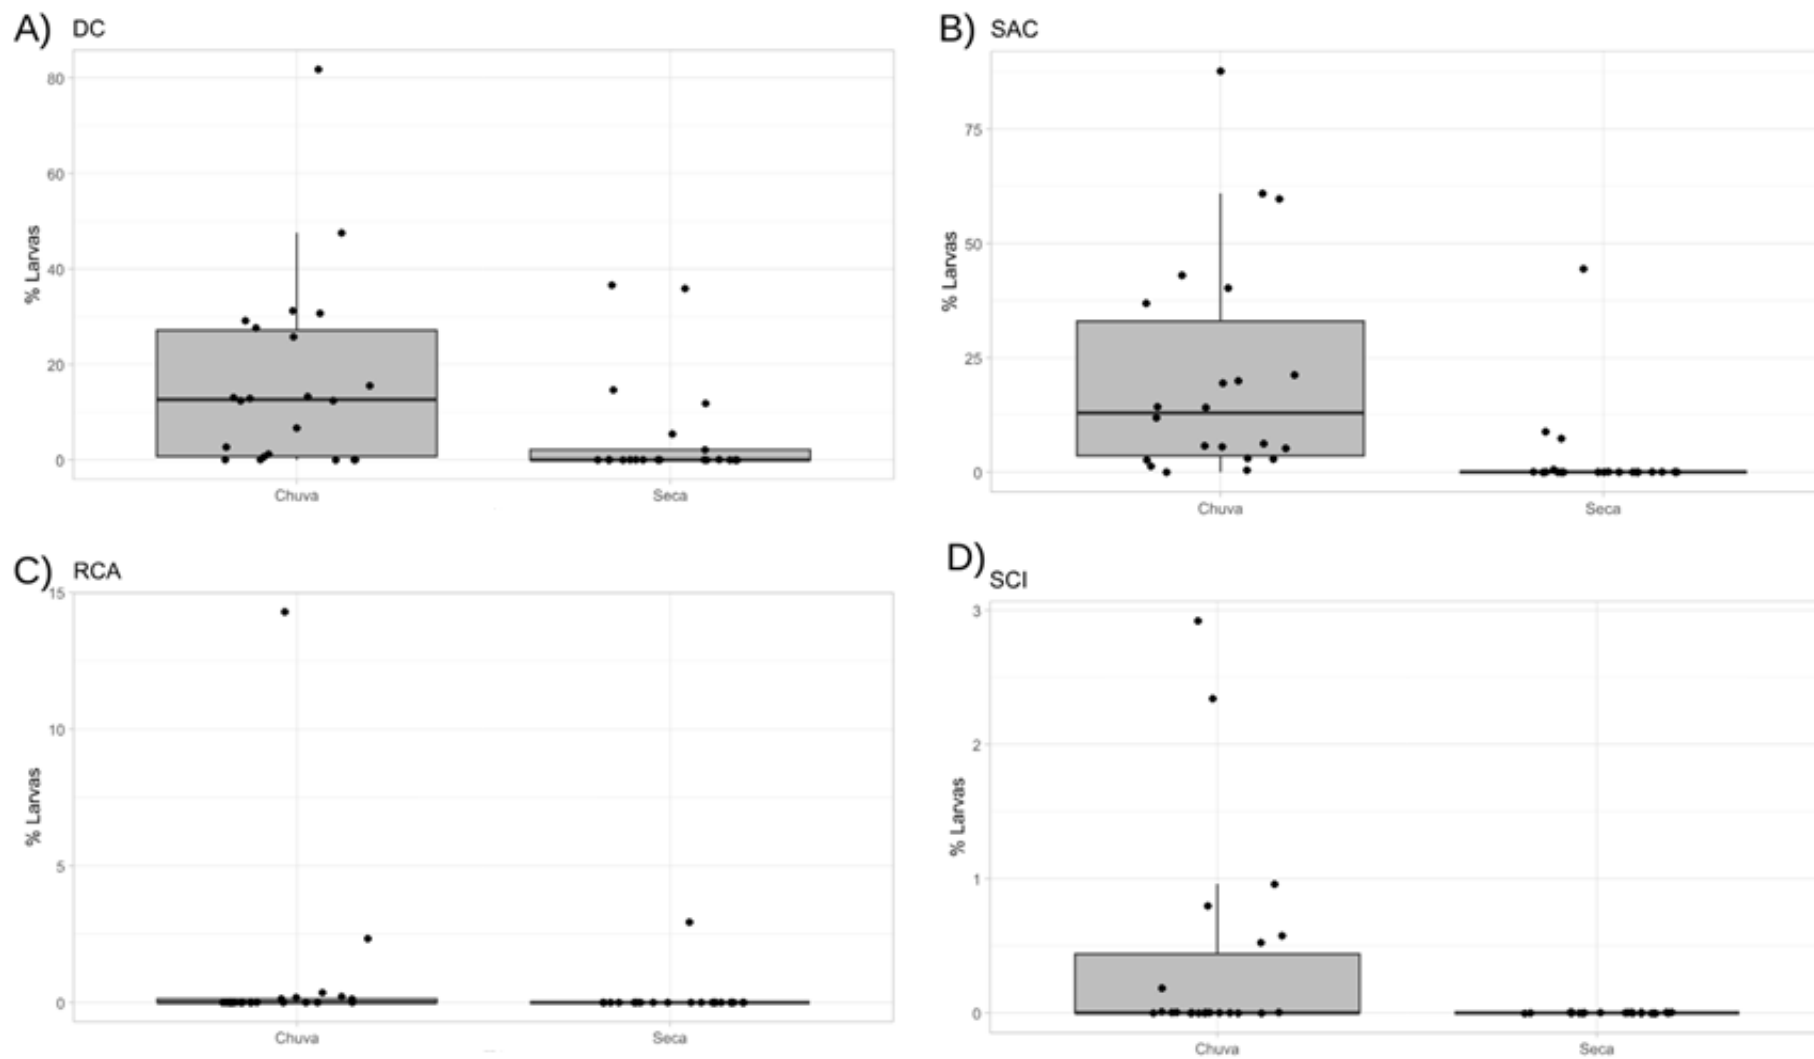 A) DC
80
60
40
20
0
% Larvas
Chuva
Seca
B) SAC
75
50
25
0
% Larvas
Chuva
Seca
C) RCA
15
10
5
0
% Larvas
Chuva
Seca
D) SCI
3
2
1
0
% Larvas
Chuva
Seca